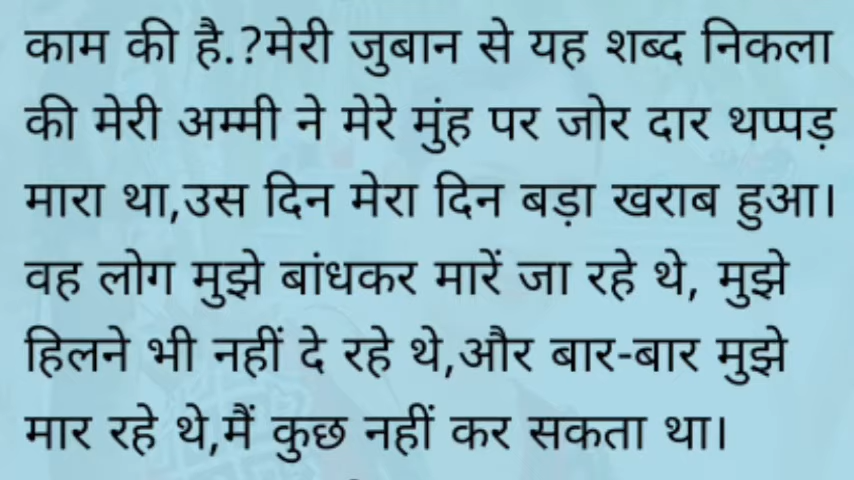 काम की है.?मेरी जुबान से यह शब्द निकला
की मेरी अम्मी ने मेरे मुंह पर जोर दार थप्पड़
मारा था,उस दिन मेरा दिन बड़ा खराब हुआ।
वह लोग मुझे बांधकर मारें जा रहे थे, मुझे
हिलने भी नहीं दे रहे थे,और बार-बार मुझे
मार रहे थे,मैं कुछ नहीं कर सकता था।